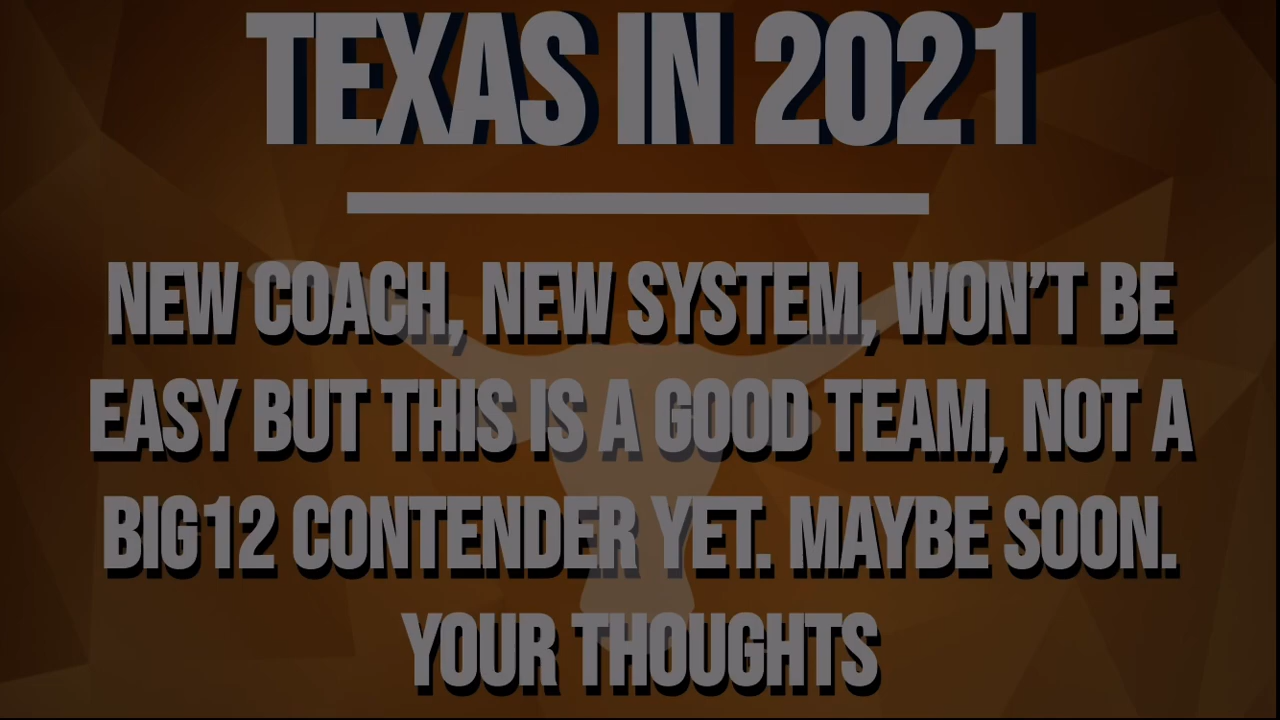 TEXAS IN 2021
NEW COACH, NEW SYSTEM, WON'T BE
EASY BUT THIS IS A GOOD TEAM, NOT A
BIG12 CONTENDER YET. MAYBE SOON.
YOUR THOUGHTS